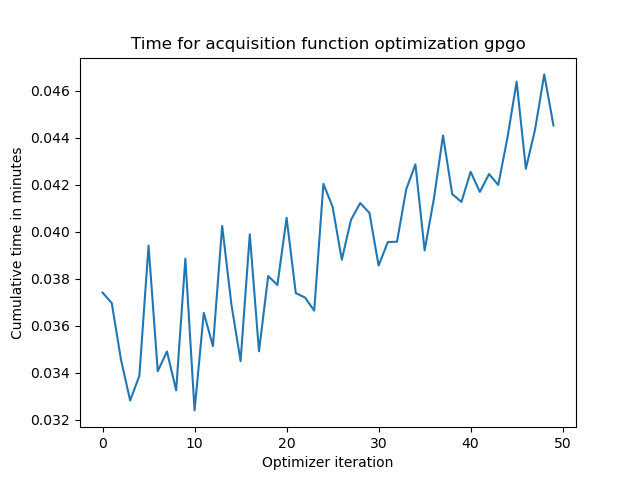 Time for acquisition function optimization gpgo
Cumulative time in minutes
0.046
0.044
0.042
0.040
0.038
0.036
0.034
0.032
0 10 20 30 40 50
Optimizer iteration